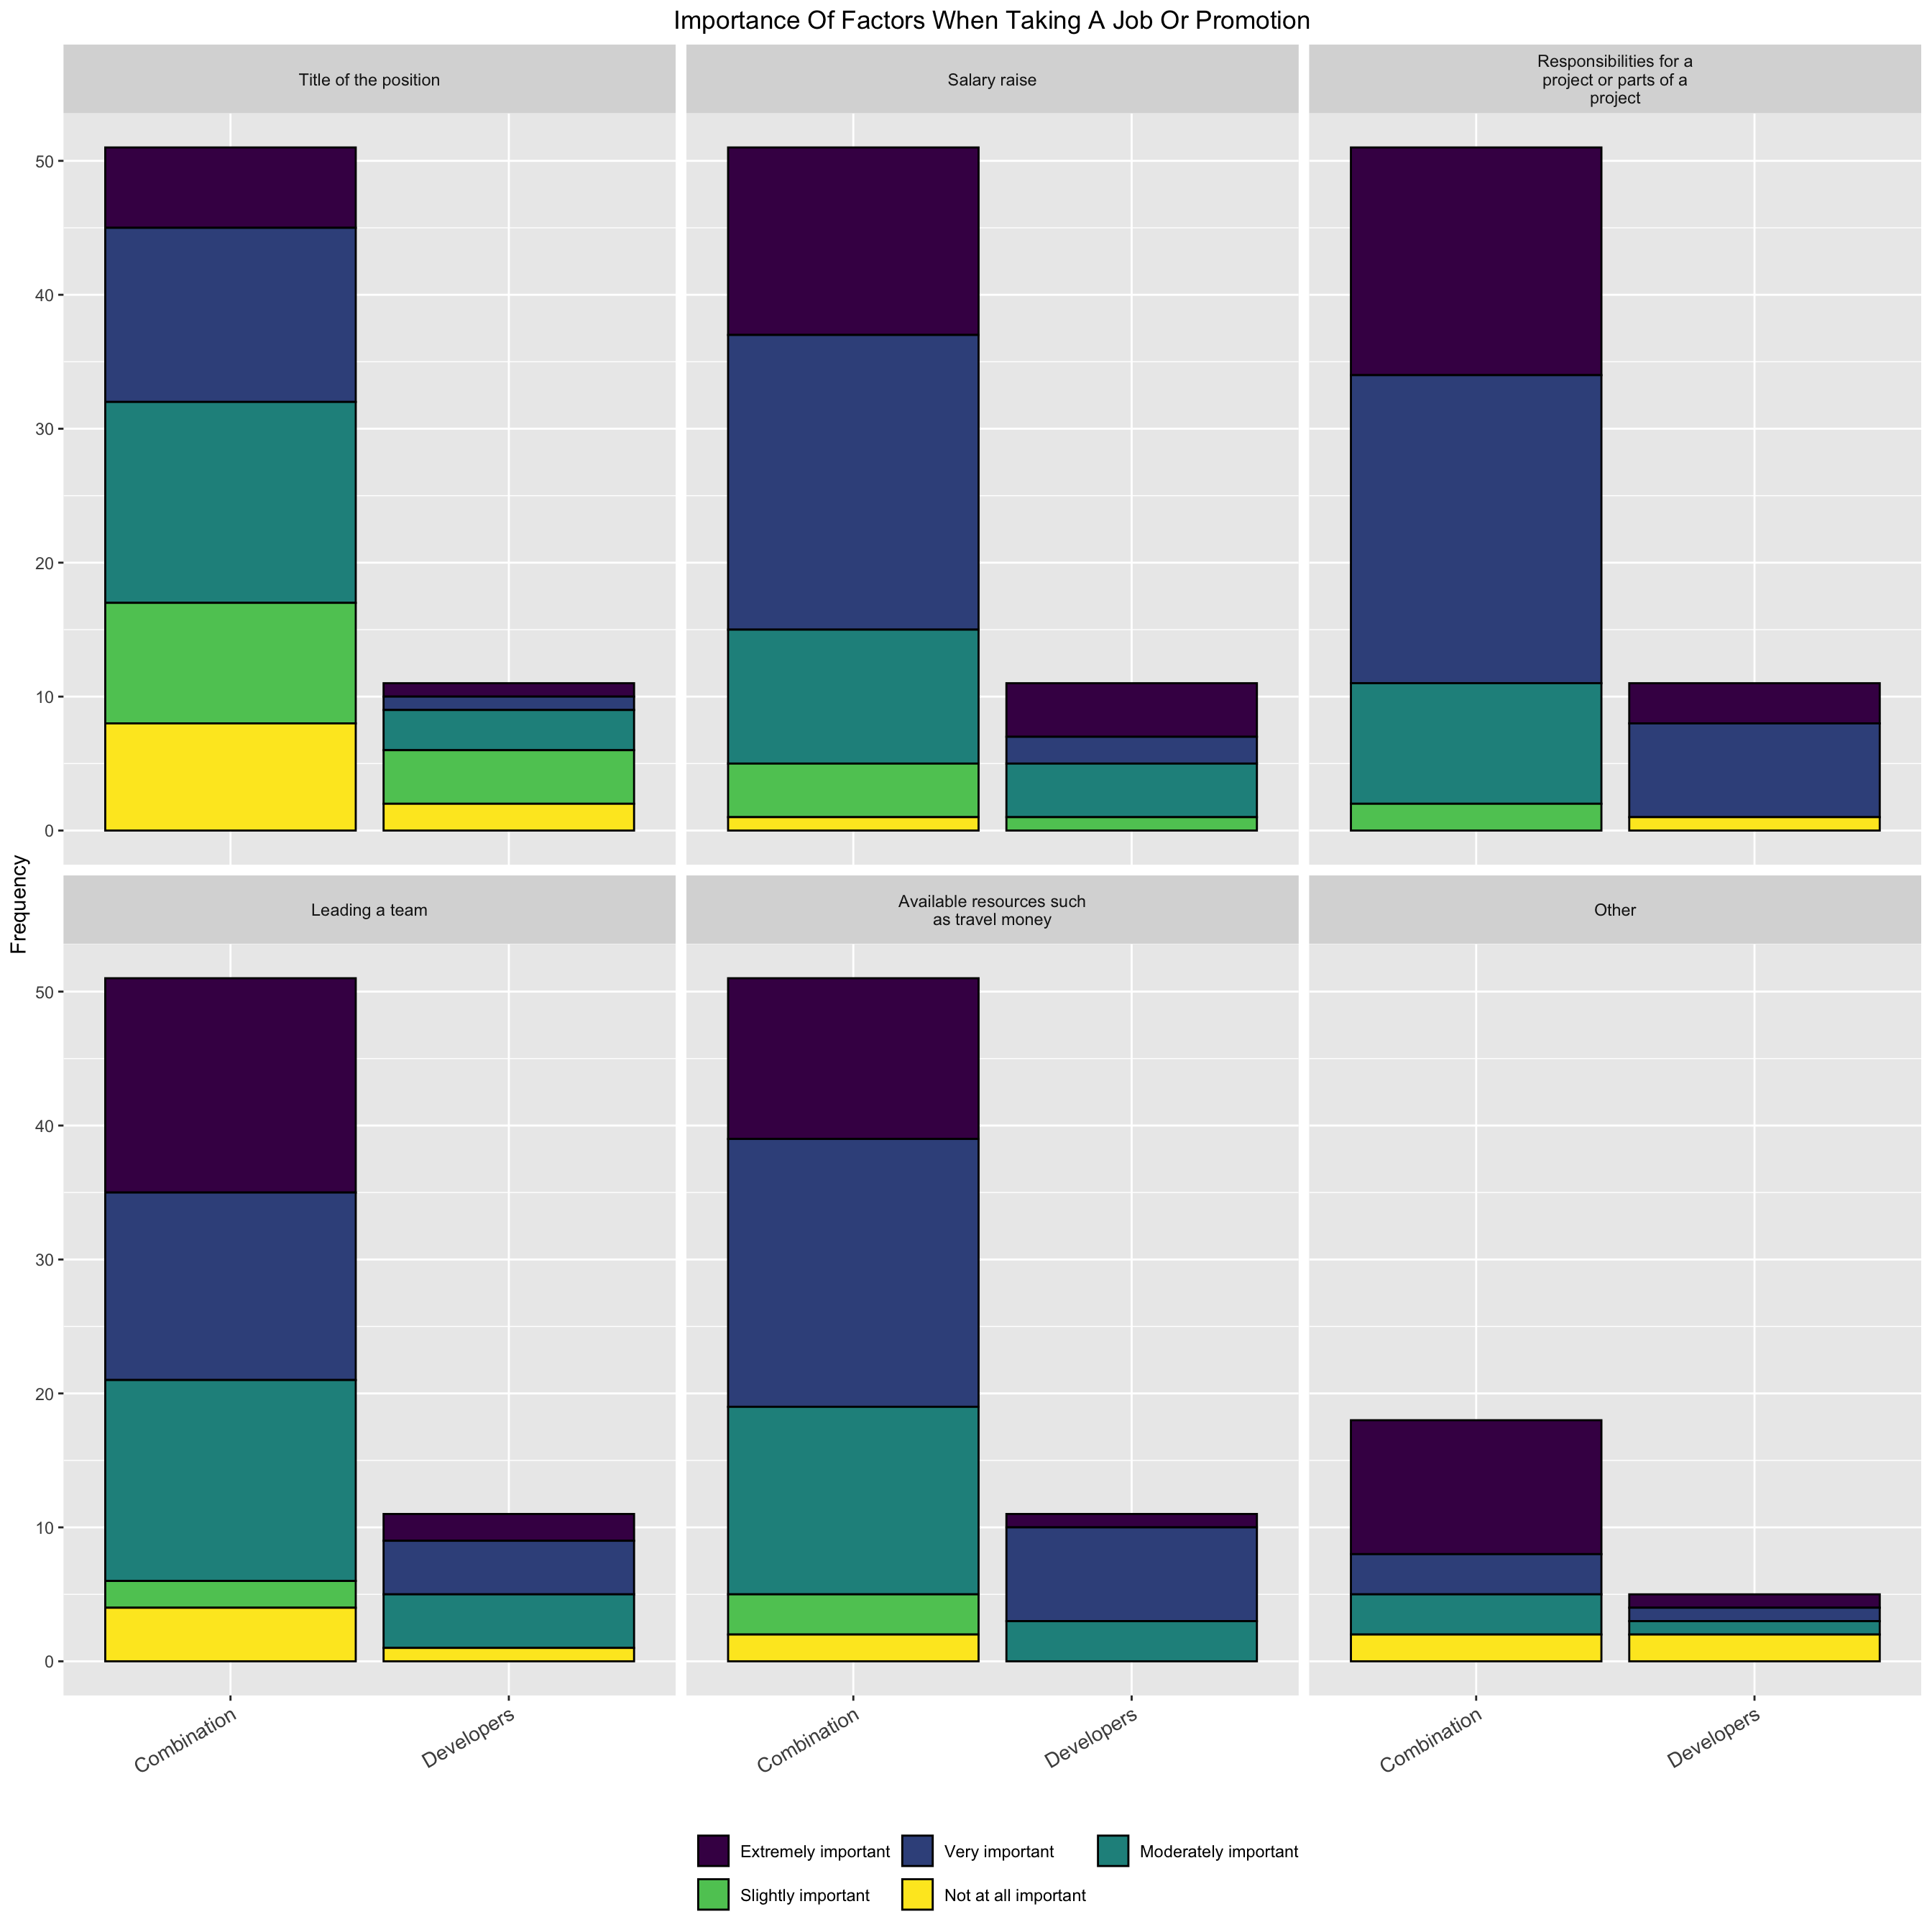 Importance Of Factors When Taking A Job Or Promotion
Title of the position
Salary raise
Responsibilities for a
project or parts of a
project
50
40
30
20
10
0
Frequency
Leading a team
Available resources such
as travel money
Other
50
40
30
20
10
0
Combination
Developers
Combination
Developers
Combination
Developers
Extremely important
Very important
Moderately important
Slightly important
Not at all important